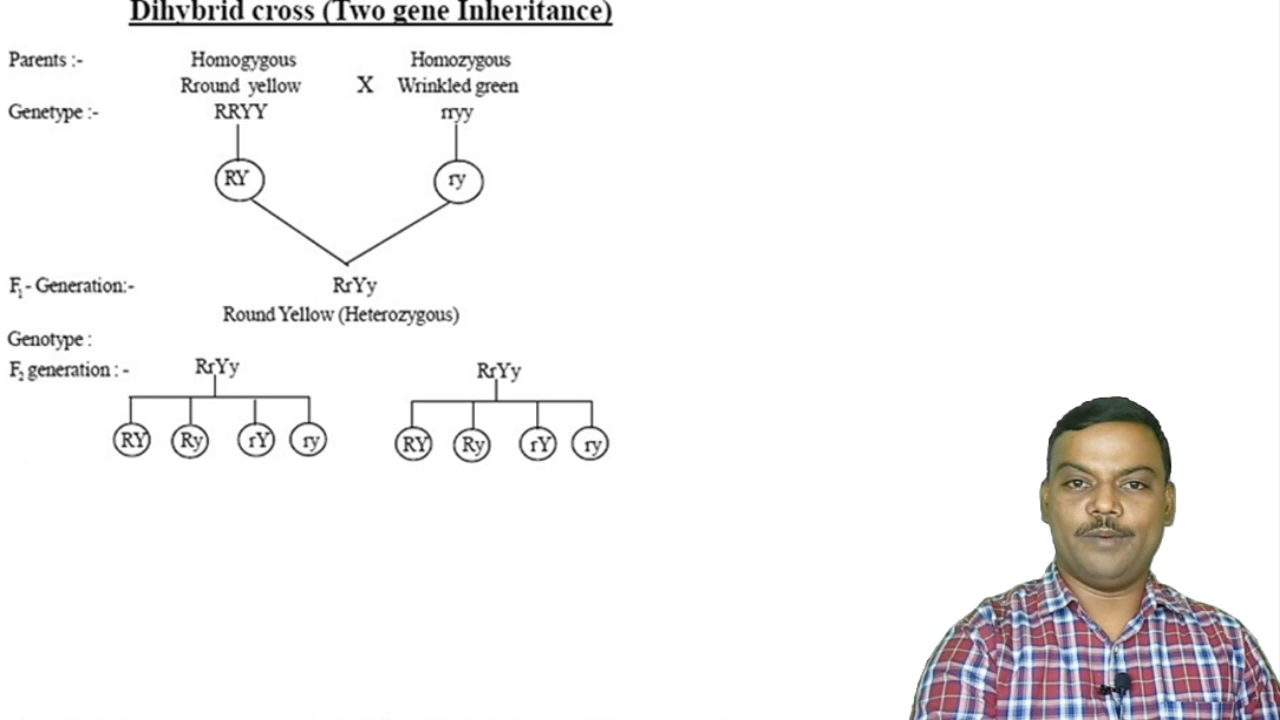 Dihybrid cross (Two gene Inheritance)
Parents :- Homogygous Homozygous
Rround yellow X Wrinkled green
Genetype :- RRYY rryy
RY ry
F₁ - Generation:- RrYy
Round Yellow (Heterozygous)
Genotype :
F₂ generation : - RrYy RrYy
RY Ry rY ry RY Ry rY ry